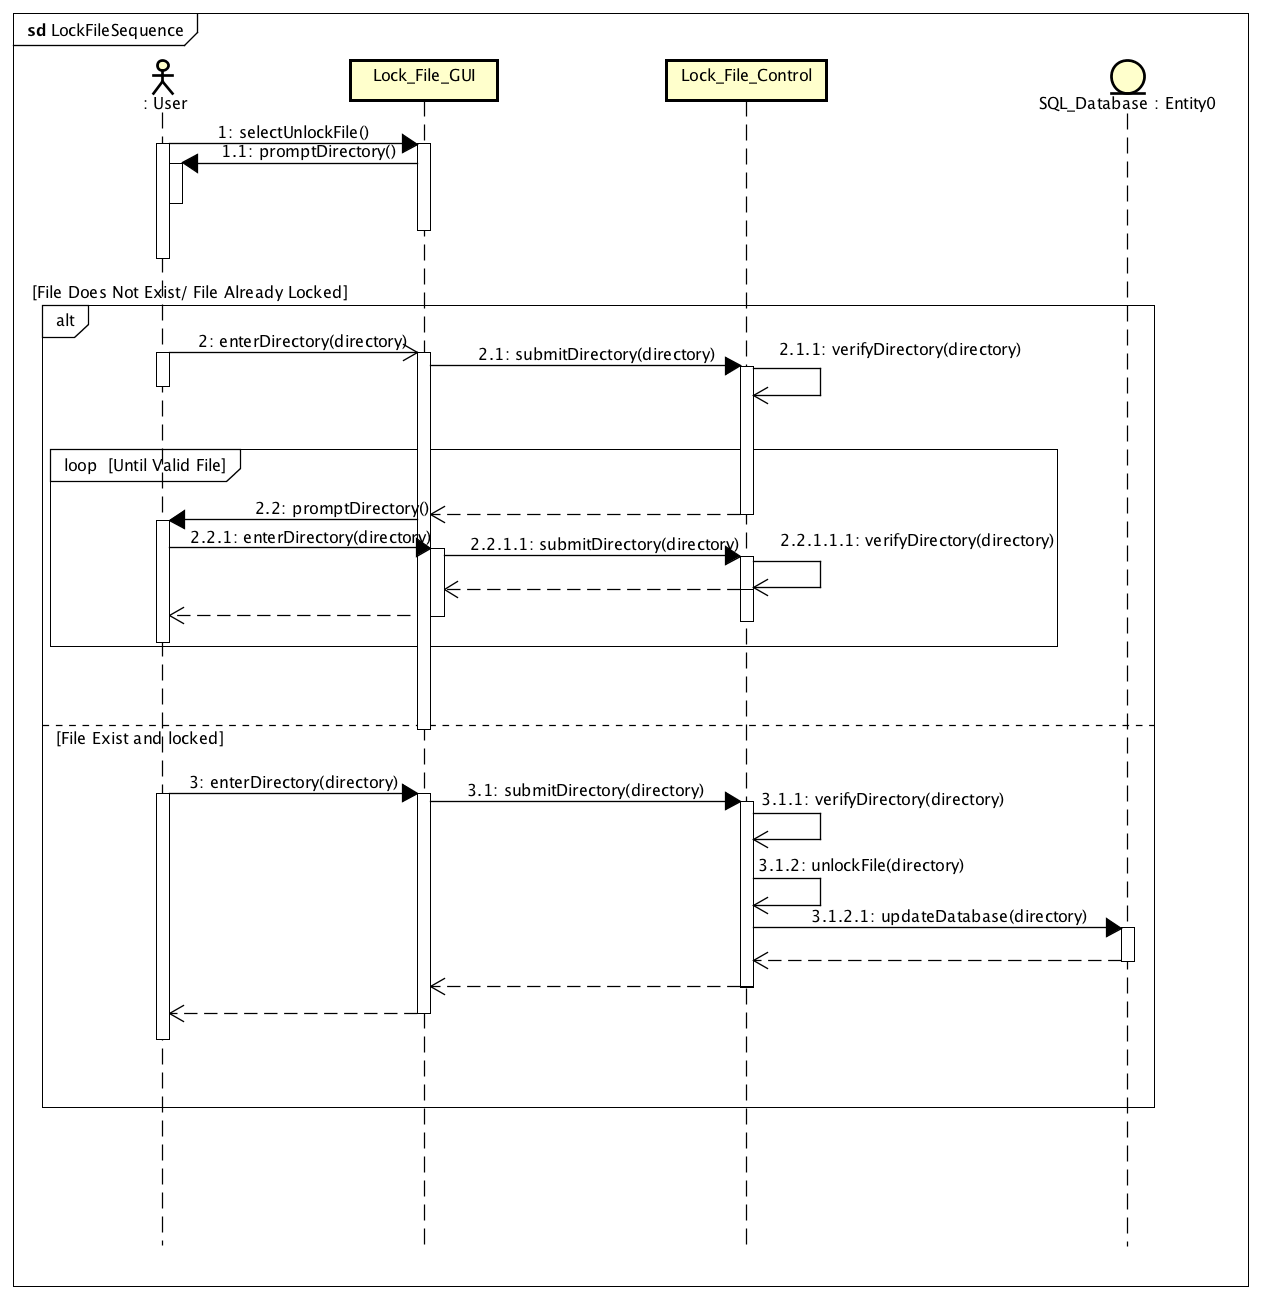 sd LockFileSequence
: User
Lock_File_GUI
Lock_File_Control
SQL_Database : Entity0
1: selectUnlockFile()
1.1: promptDirectory()
[File Does Not Exist/ File Already Locked]
alt
2: enterDirectory(directory)
2.1: submitDirectory(directory)
2.1.1: verifyDirectory(directory)
loop [Until Valid File]
2.2: promptDirectory()
2.2.1: enterDirectory(directory)
2.2.1.1: submitDirectory(directory)
2.2.1.1.1: verifyDirectory(directory)
[File Exist and locked]
3: enterDirectory(directory)
3.1: submitDirectory(directory)
3.1.1: verifyDirectory(directory)
3.1.2: unlockFile(directory)
3.1.2.1: updateDatabase(directory)